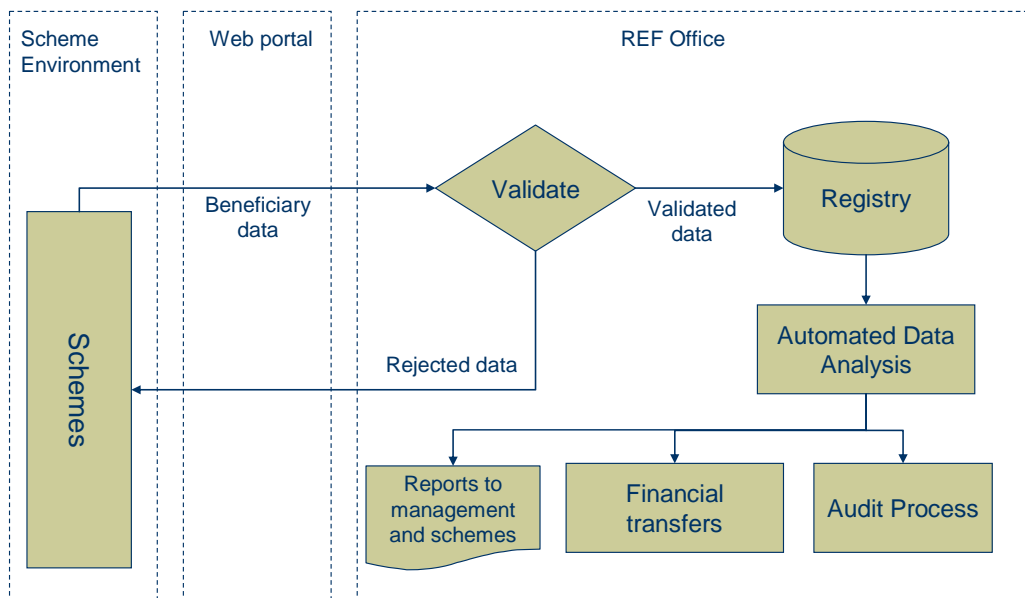 Scheme
Environment
Web portal
REF Office
Validate
Registry
Beneficiary
data
Validated
data
Schemes
Rejected data
Automated Data
Analysis
Reports to
management
and schemes
Financial
transfers
Audit Process